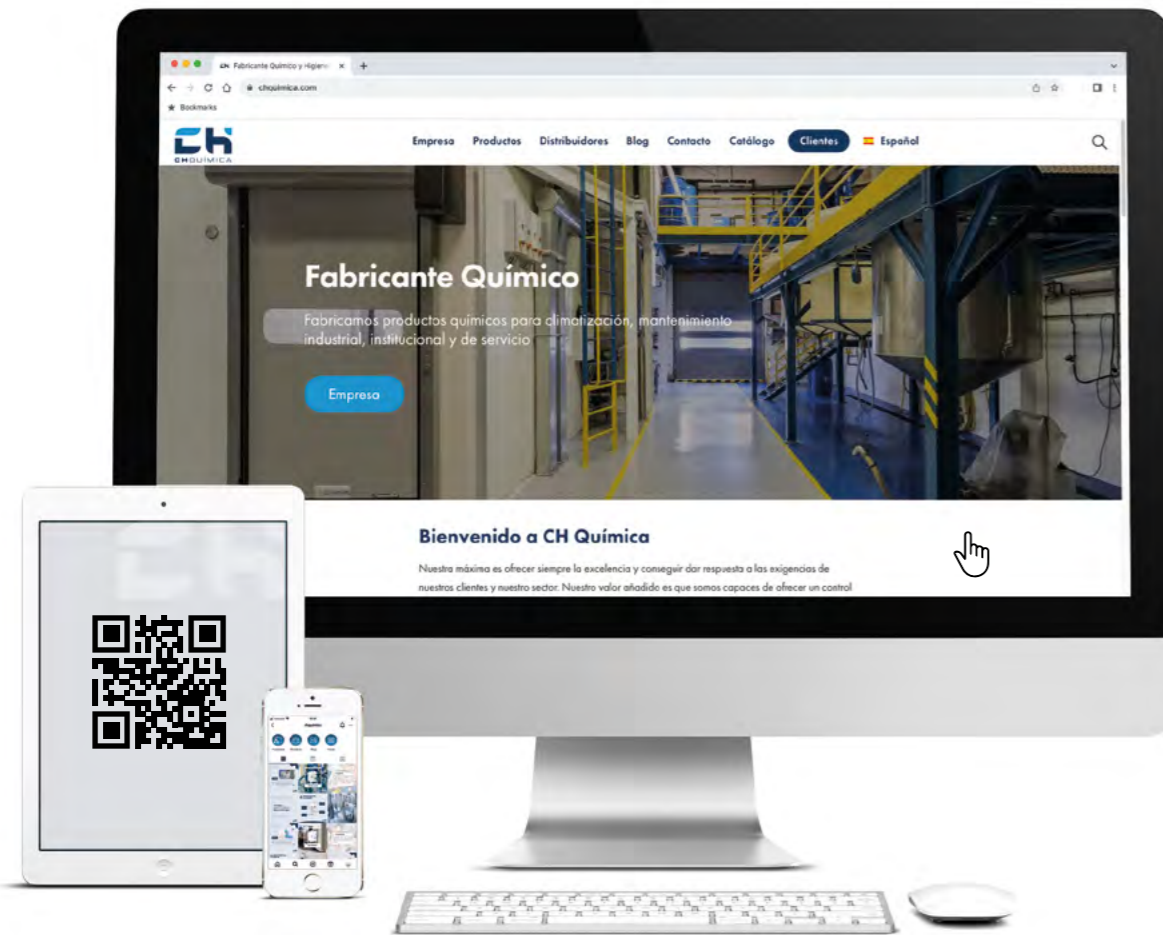 CH Fabricante Químico y Higiene
chquimica.com
Bookmarks
CH
CHQUÍMICA
Empresa Productos Distribuidores Blog Contacto Catálogo Clientes Español
Fabricante Químico
Fabricamos productos químicos para climatización, mantenimiento
industrial, institucional y de servicio
Empresa
Bienvenido a CH Química
Nuestra máxima es ofrecer siempre la excelencia y conseguir dar respuesta a las exigencias de
nuestros clientes y nuestro sector. Nuestro valor añadido es que somos capaces de ofrecer un control
CH